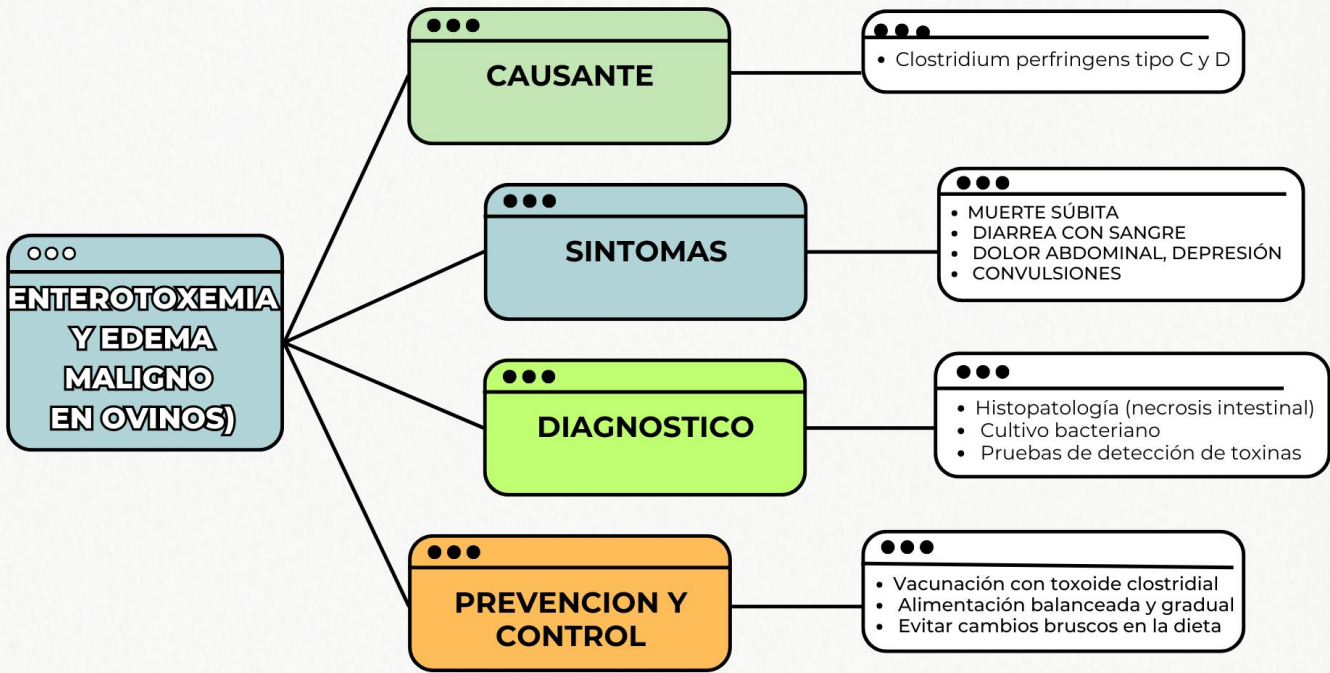 ENTEROTOXEMIA
Y EDEMA
MALIGNO
EN OVINOS)
CAUSANTE
• Clostridium perfringens tipo C y D
SINTOMAS
• MUERTE SÚBITA
• DIARREA CON SANGRE
• DOLOR ABDOMINAL, DEPRESIÓN
• CONVULSIONES
DIAGNOSTICO
• Histopatología (necrosis intestinal)
• Cultivo bacteriano
• Pruebas de detección de toxinas
PREVENCION Y
CONTROL
• Vacunación con toxoide clostridial
• Alimentación balanceada y gradual
• Evitar cambios bruscos en la dieta